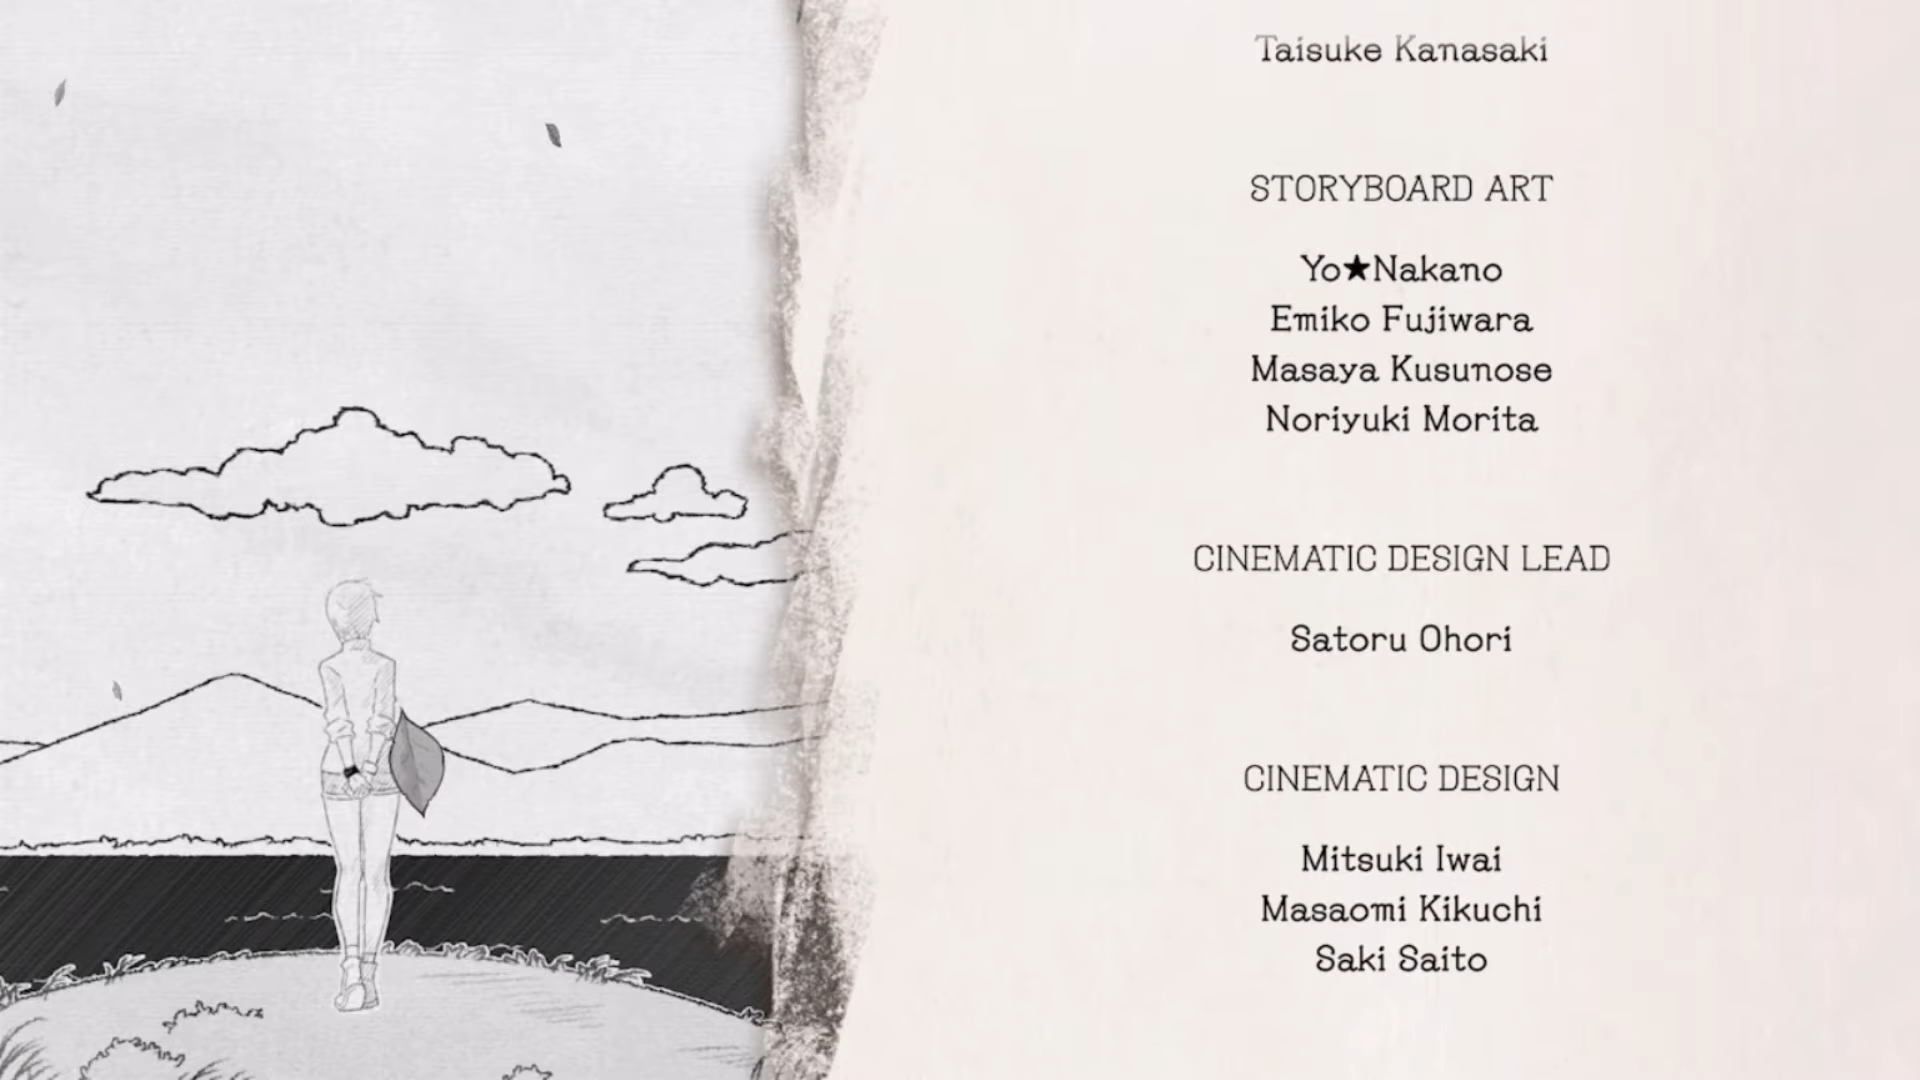 Taisuke Kanasaki
STORYBOARD ART
Yo★Nakano
Emiko Fujiwara
Masaya Kusunose
Noriyuki Morita
CINEMATIC DESIGN LEAD
Satoru Ohori
CINEMATIC DESIGN
Mitsuki Iwai
Masaomi Kikuchi
Saki Saito